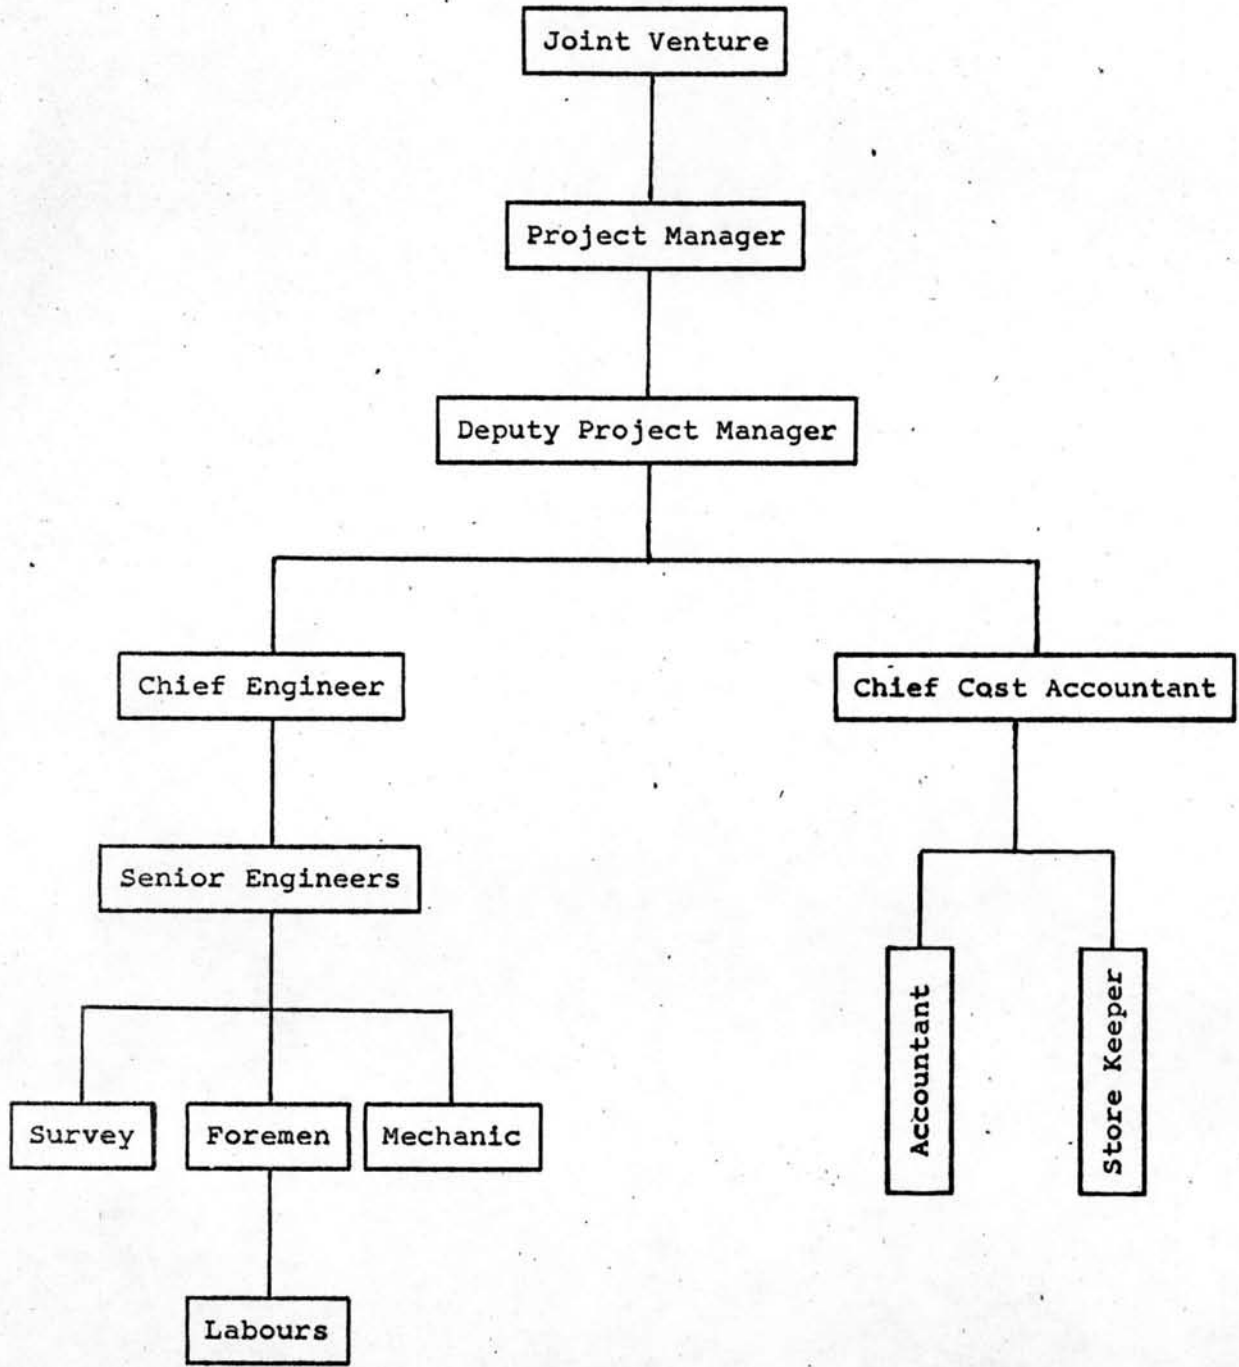 Joint Venture
Project Manager
Deputy Project Manager
Chief Engineer
Chief Cost Accountant
Senior Engineers
Accountant
Store Keeper
Survey
Foremen
Mechanic
Labours